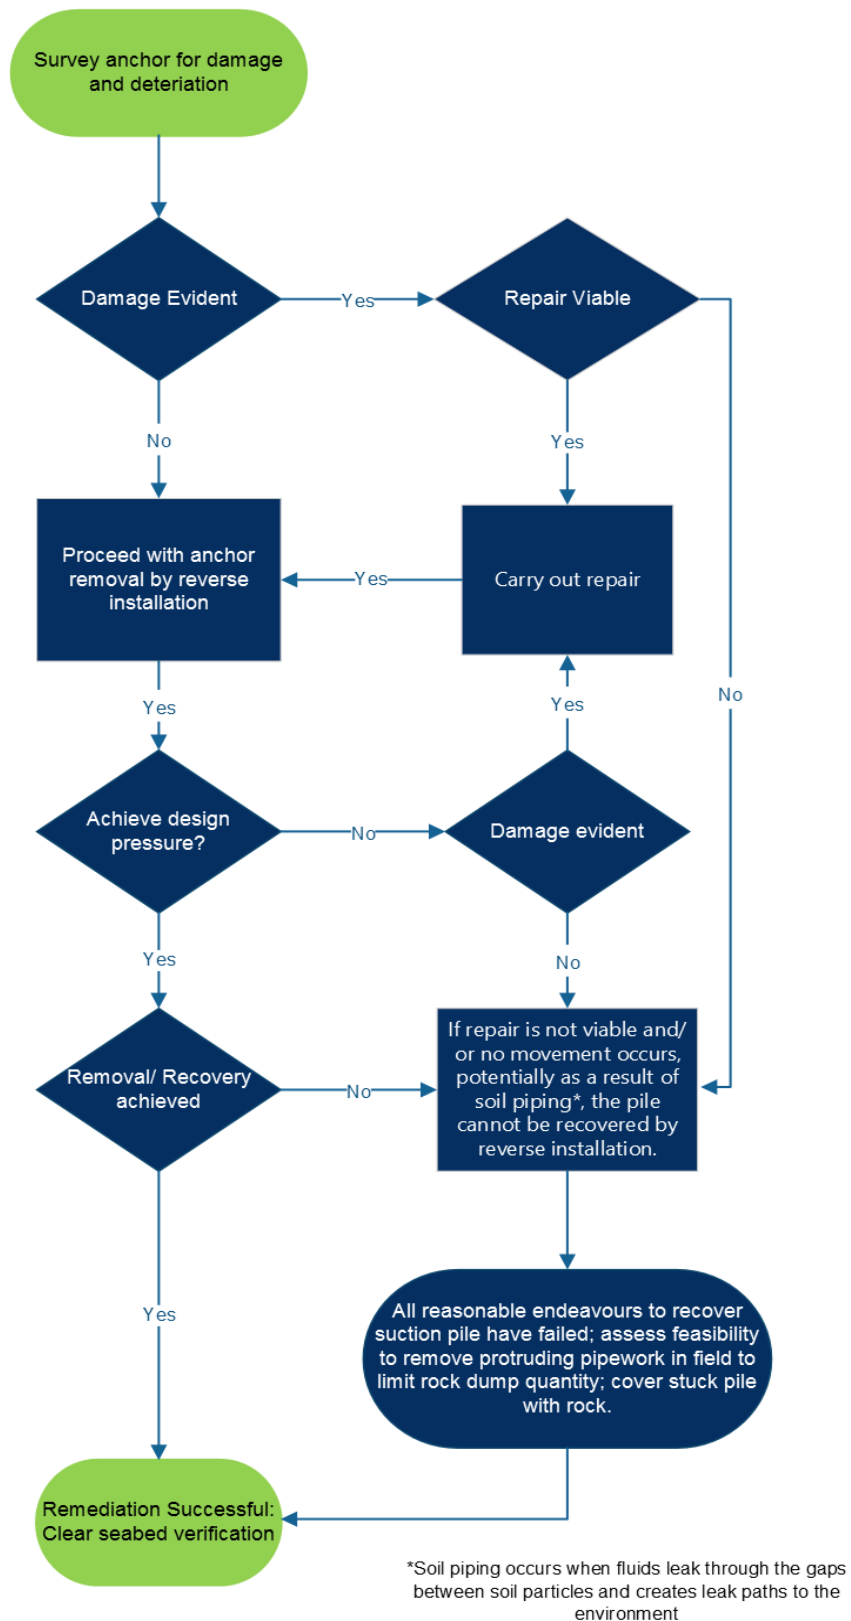 Survey anchor for damage
and deteriation
Damage Evident
Yes
Repair Viable
No
Yes
Proceed with anchor
removal by reverse
installation
Yes
Carry out repair
Yes
Yes
No
Achieve design
pressure?
No
Damage evident
Yes
No
Removal/ Recovery
achieved
No
If repair is not viable and/
or no movement occurs,
potentially as a result of
soil piping*, the pile
cannot be recovered by
reverse installation.
Yes
All reasonable endeavours to recover
suction pile have failed; assess feasibility
to remove protruding pipework in field to
limit rock dump quantity; cover stuck pile
with rock.
Remediation Successful:
Clear seabed verification
*Soil piping occurs when fluids leak through the gaps
between soil particles and creates leak paths to the
environment